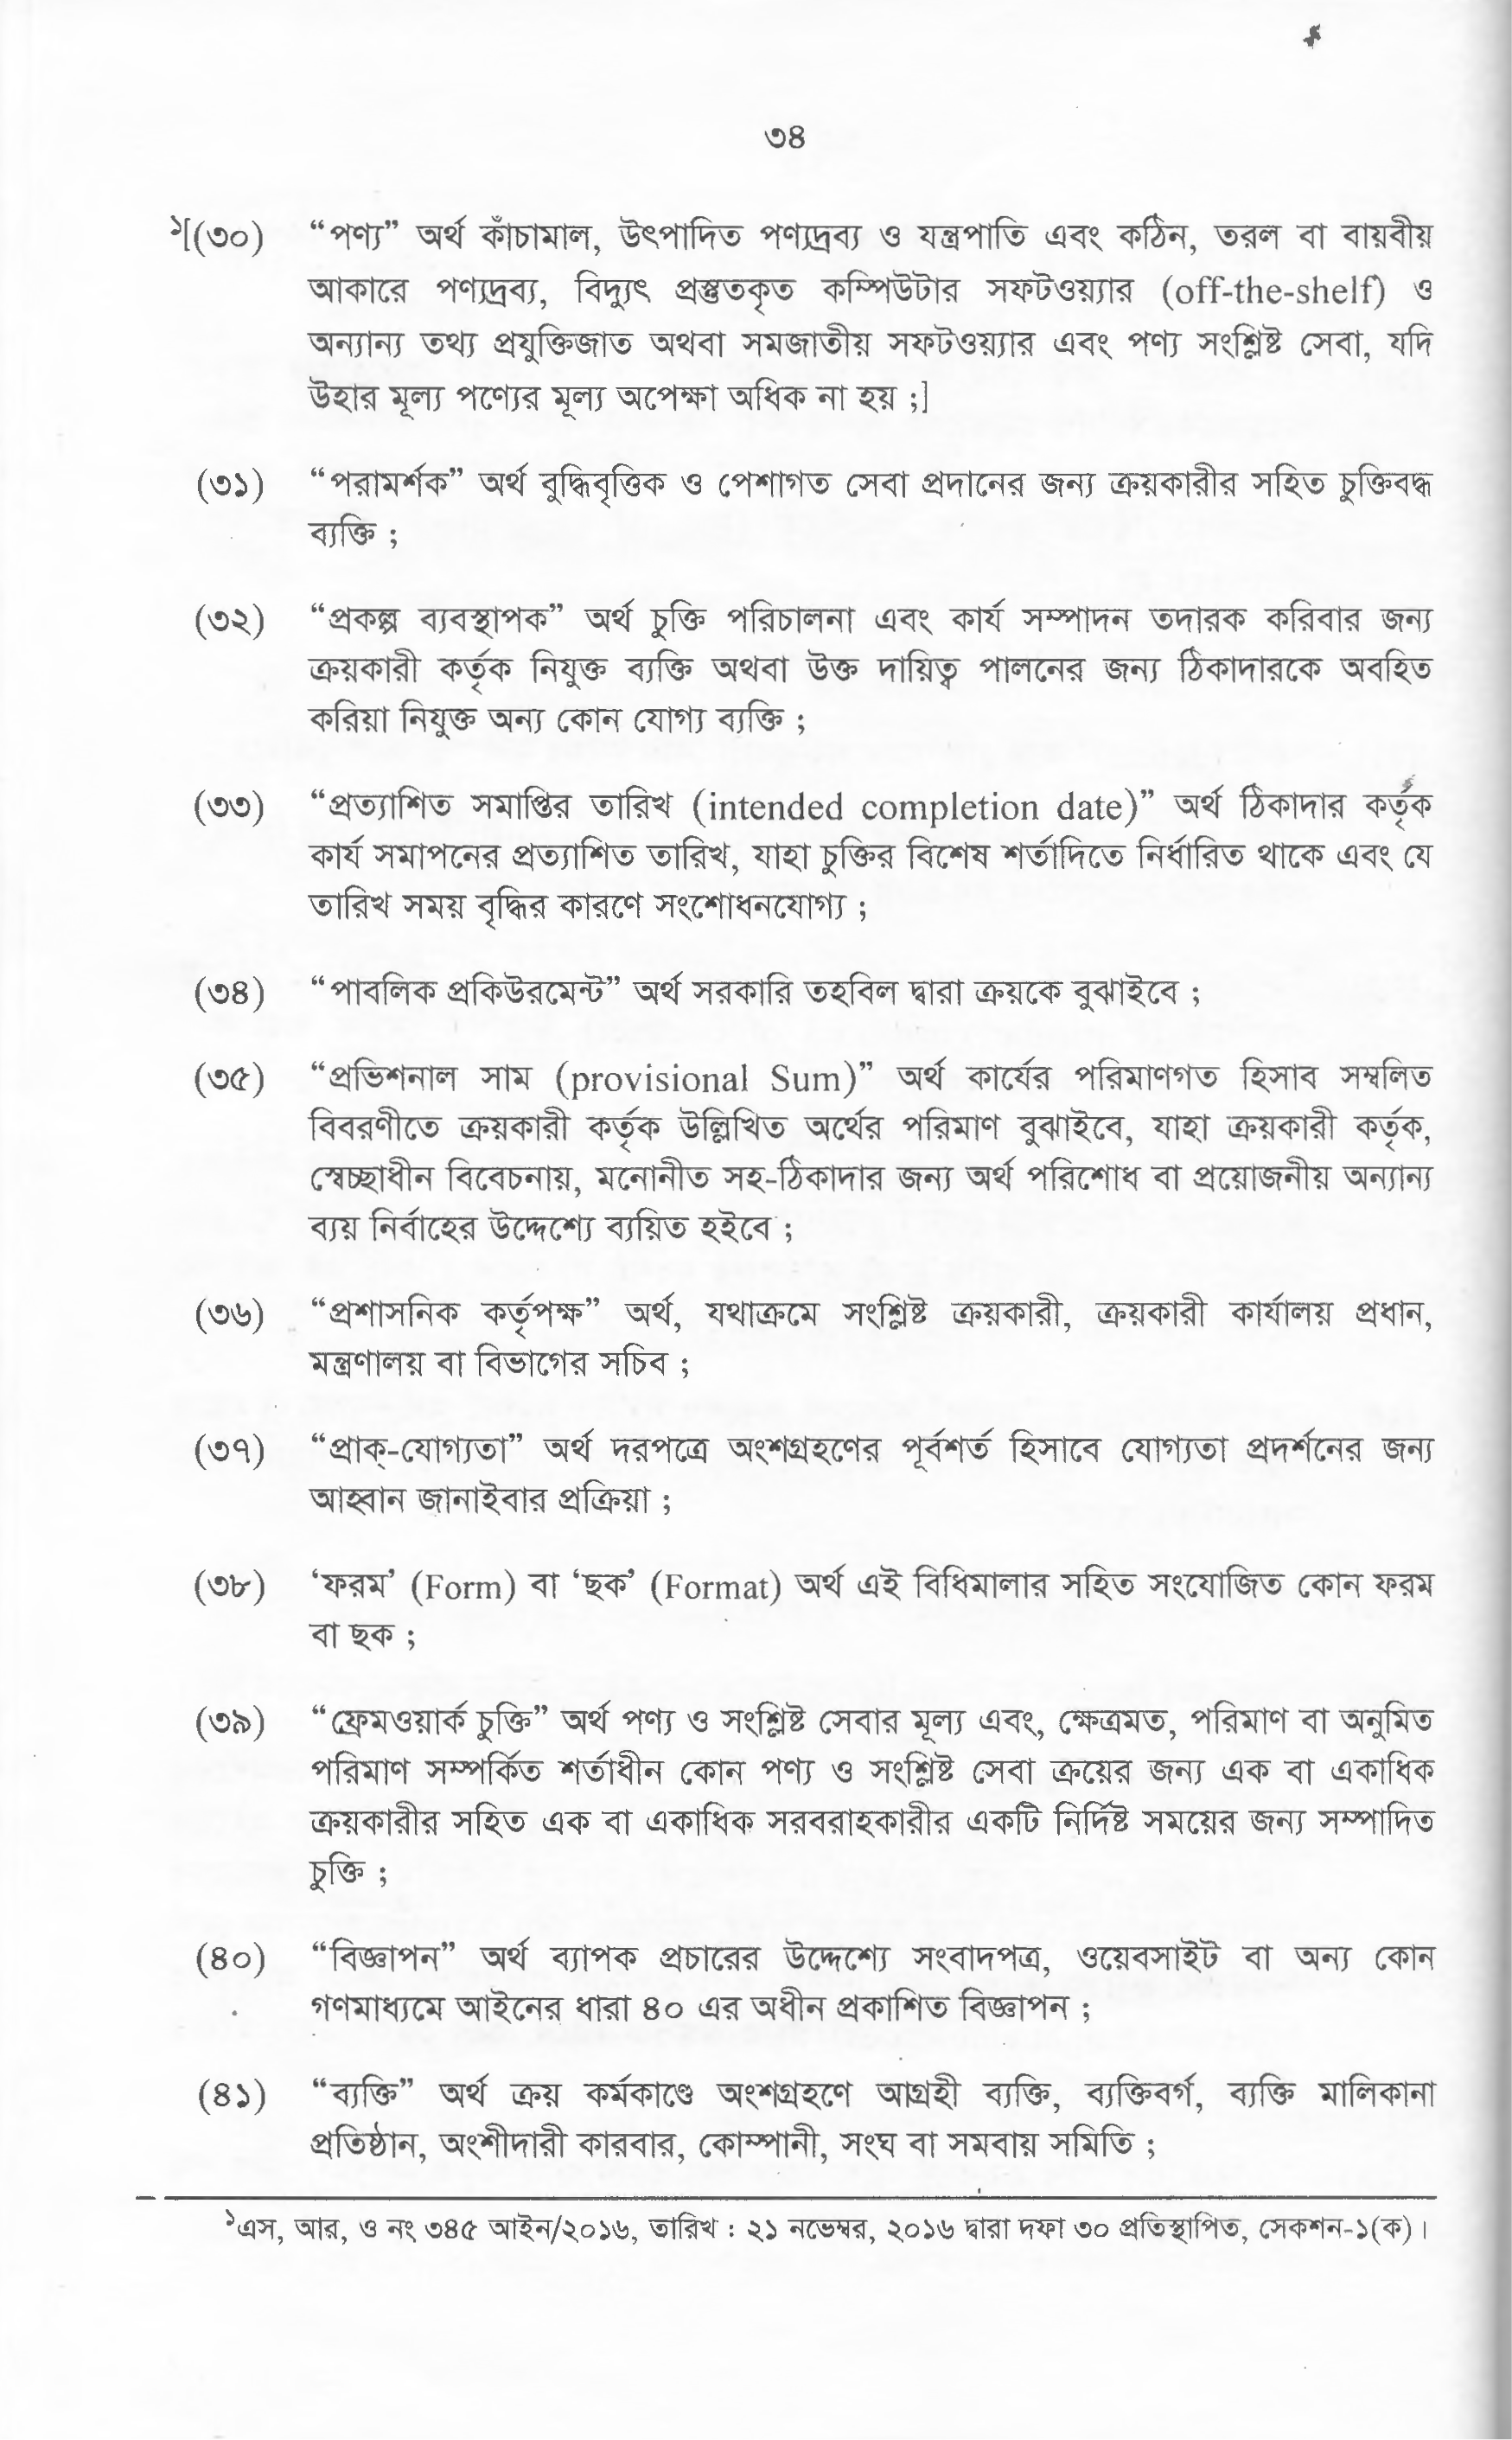 ৩৪
১[(৩০) “পণ্য” অর্থ কাঁচামাল, উৎপাদিত পণ্যদ্রব্য ও যন্ত্রপাতি এবং কঠিন, তরল বা বায়বীয়
আকারে পণ্যদ্রব্য, বিদ্যুৎ প্রস্তুতকৃত কম্পিউটার সফটওয়্যার (off-the-shelf) ও
অন্যান্য তথ্য প্রযুক্তিজাত অথবা সমজাতীয় সফটওয়্যার এবং পণ্য সংশ্লিষ্ট সেবা, যদি
উহার মূল্য পণ্যের মূল্য অপেক্ষা অধিক না হয় ;]
(৩১) “পরামর্শক” অর্থ বুদ্ধিবৃত্তিক ও পেশাগত সেবা প্রদানের জন্য ক্রয়কারীর সহিত চুক্তিবদ্ধ
ব্যক্তি ;
(৩২) “প্রকল্প ব্যবস্থাপক” অর্থ চুক্তি পরিচালনা এবং কার্য সম্পাদন তদারক করিবার জন্য
ক্রয়কারী কর্তৃক নিযুক্ত ব্যক্তি অথবা উক্ত দায়িত্ব পালনের জন্য ঠিকাদারকে অবহিত
করিয়া নিযুক্ত অন্য কোন যোগ্য ব্যক্তি ;
(৩৩) “প্রত্যাশিত সমাপ্তির তারিখ (intended completion date)” অর্থ ঠিকাদার কর্তৃক
কার্য সমাপনের প্রত্যাশিত তারিখ, যাহা চুক্তির বিশেষ শর্তাদিতে নির্ধারিত থাকে এবং যে
তারিখ সময় বৃদ্ধির কারণে সংশোধনযোগ্য ;
(৩৪) “পাবলিক প্রকিউরমেন্ট” অর্থ সরকারি তহবিল দ্বারা ক্রয়কে বুঝাইবে ;
(৩৫) “প্রভিশনাল সাম (provisional Sum)” অর্থ কার্যের পরিমাণগত হিসাব সম্বলিত
বিবরণীতে ক্রয়কারী কর্তৃক উল্লিখিত অর্থের পরিমাণ বুঝাইবে, যাহা ক্রয়কারী কর্তৃক,
স্বেচ্ছাধীন বিবেচনায়, মনোনীত সহ-ঠিকাদার জন্য অর্থ পরিশোধ বা প্রয়োজনীয় অন্যান্য
ব্যয় নির্বাহের উদ্দেশ্যে ব্যয়িত হইবে ;
(৩৬) “প্রশাসনিক কর্তৃপক্ষ” অর্থ, যথাক্রমে সংশ্লিষ্ট ক্রয়কারী, ক্রয়কারী কার্যালয় প্রধান,
মন্ত্রণালয় বা বিভাগের সচিব ;
(৩৭) “প্রাক্-যোগ্যতা” অর্থ দরপত্রে অংশগ্রহণের পূর্বশর্ত হিসাবে যোগ্যতা প্রদর্শনের জন্য
আহ্বান জানাইবার প্রক্রিয়া ;
(৩৮) ‘ফরম’ (Form) বা ‘ছক’ (Format) অর্থ এই বিধিমালার সহিত সংযোজিত কোন ফরম
বা ছক ;
(৩৯) “ফ্রেমওয়ার্ক চুক্তি” অর্থ পণ্য ও সংশ্লিষ্ট সেবার মূল্য এবং, ক্ষেত্রমত, পরিমাণ বা অনুমিত
পরিমাণ সম্পর্কিত শর্তাধীন কোন পণ্য ও সংশ্লিষ্ট সেবা ক্রয়ের জন্য এক বা একাধিক
ক্রয়কারীর সহিত এক বা একাধিক সরবরাহকারীর একটি নির্দিষ্ট সময়ের জন্য সম্পাদিত
চুক্তি ;
(৪০) “বিজ্ঞাপন” অর্থ ব্যাপক প্রচারের উদ্দেশ্যে সংবাদপত্র, ওয়েবসাইট বা অন্য কোন
গণমাধ্যমে আইনের ধারা ৪০ এর অধীন প্রকাশিত বিজ্ঞাপন ;
(৪১) “ব্যক্তি” অর্থ ক্রয় কর্মকাণ্ডে অংশগ্রহণে আগ্রহী ব্যক্তি, ব্যক্তিবর্গ, ব্যক্তি মালিকানা
প্রতিষ্ঠান, অংশীদারী কারবার, কোম্পানী, সংঘ বা সমবায় সমিতি ;
১এস, আর, ও নং ৩৪৫ আইন/২০১৬, তারিখ : ২১ নভেম্বর, ২০১৬ দ্বারা দফা ৩০ প্রতিস্থাপিত, সেকশন-১(ক)।